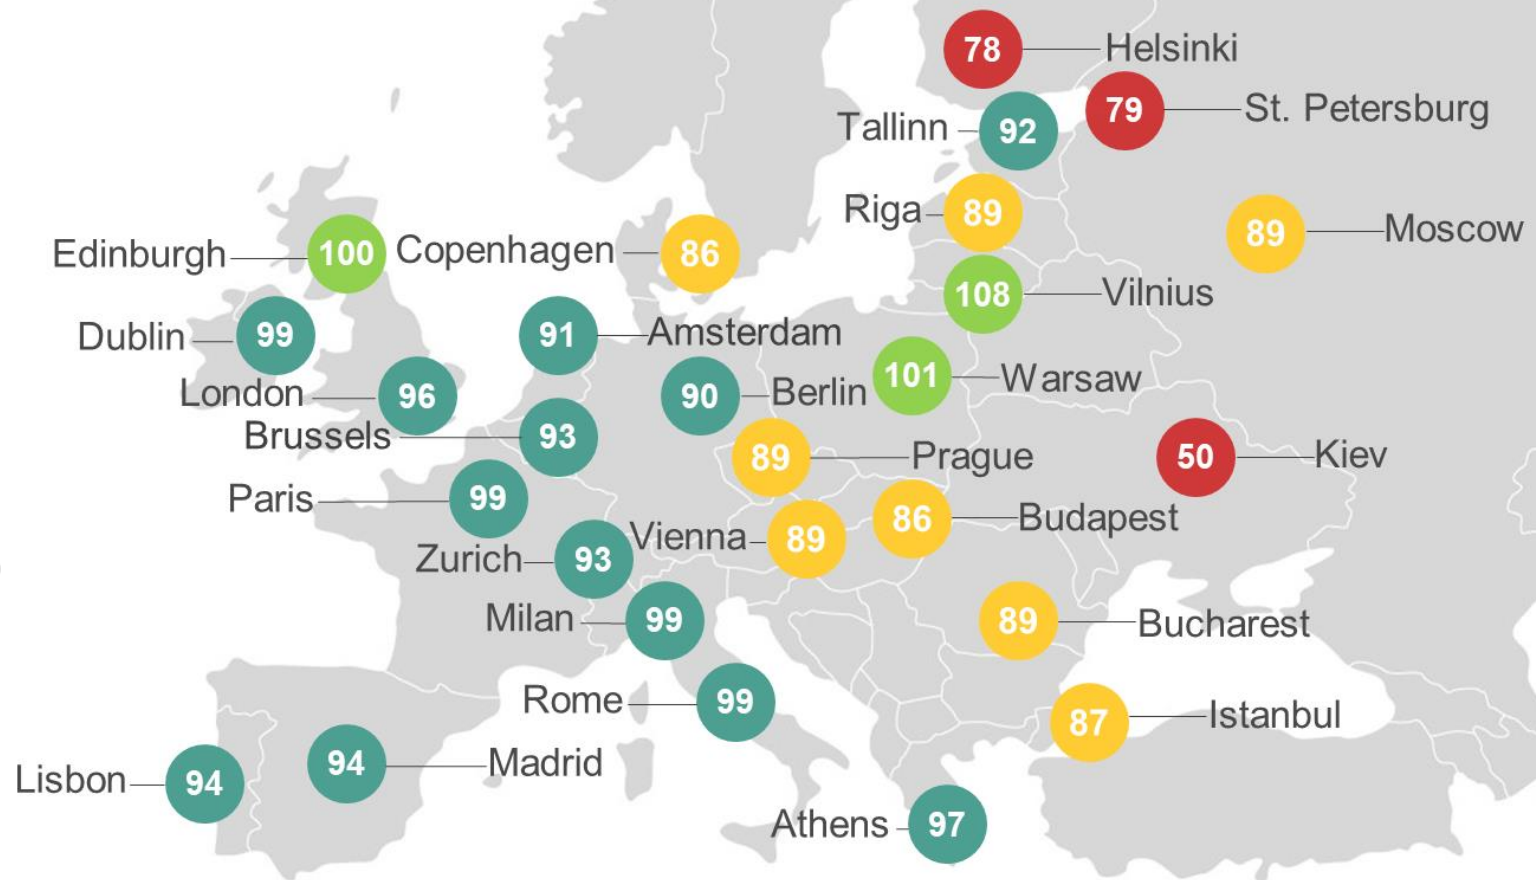 78 Helsinki
79 St. Petersburg
Tallinn 92
Riga 89
89 Moscow
Edinburgh 100
Copenhagen 86
108 Vilnius
Dublin 99
91 Amsterdam
101 Warsaw
London 96
90 Berlin
Brussels 93
89 Prague
50 Kiev
Paris 99
86 Budapest
Vienna 89
Zurich 93
Milan 99
89 Bucharest
Rome 99
87 Istanbul
94 Madrid
Lisbon 94
Athens 97